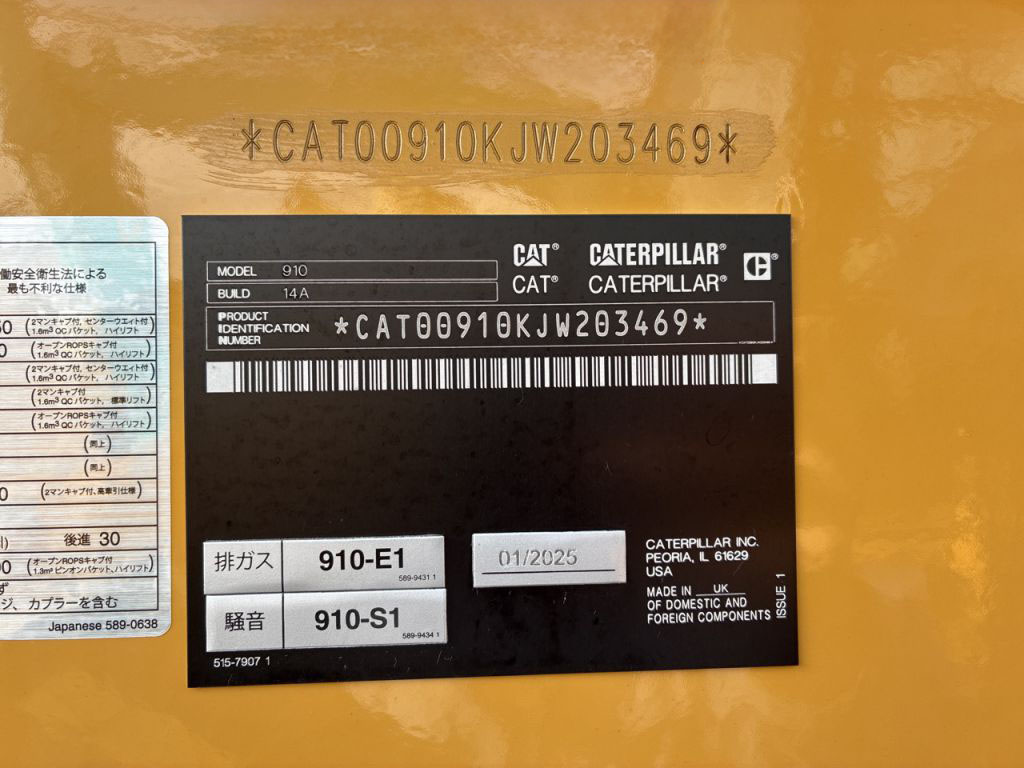 *CAT00910KJW203469*
働安全衛生法による
最も不利な仕様
50 (2マンキャブ付, センターウエイト付)
1.6m³ QCバケット, ハイリフト
0 (オープンROPSキャブ付)
1.6m³ QCバケット, ハイリフト
(2マンキャブ付, センターウエイト付)
1.6m³ QCバケット, ハイリフト
(2マンキャブ付)
1.6m³ QCバケット, 標準リフト
(オープンROPSキャブ付)
1.6m³ QCバケット, ハイリフト
(同上)
(同上)
0 (2マンキャブ付、高牽引仕様)
後進 30
00 (オープンROPSキャブ付)
1.3m³ ピンオンバケット、ハイリフト
ず
ジ、カプラーを含む
Japanese 589-0638
CAT® CATERPILLAR®
CAT® CATERPILLAR®
MODEL 910
BUILD 14A
PRODUCT
IDENTIFICATION
NUMBER
*CAT00910KJW203469*
排ガス 910-E1
589-9431 1
騒音 910-S1
589-9434 1
515-7907 1
01/2025
CATERPILLAR INC.
PEORIA, IL 61629
USA
MADE IN UK
OF DOMESTIC AND
FOREIGN COMPONENTS
ISSUE 1